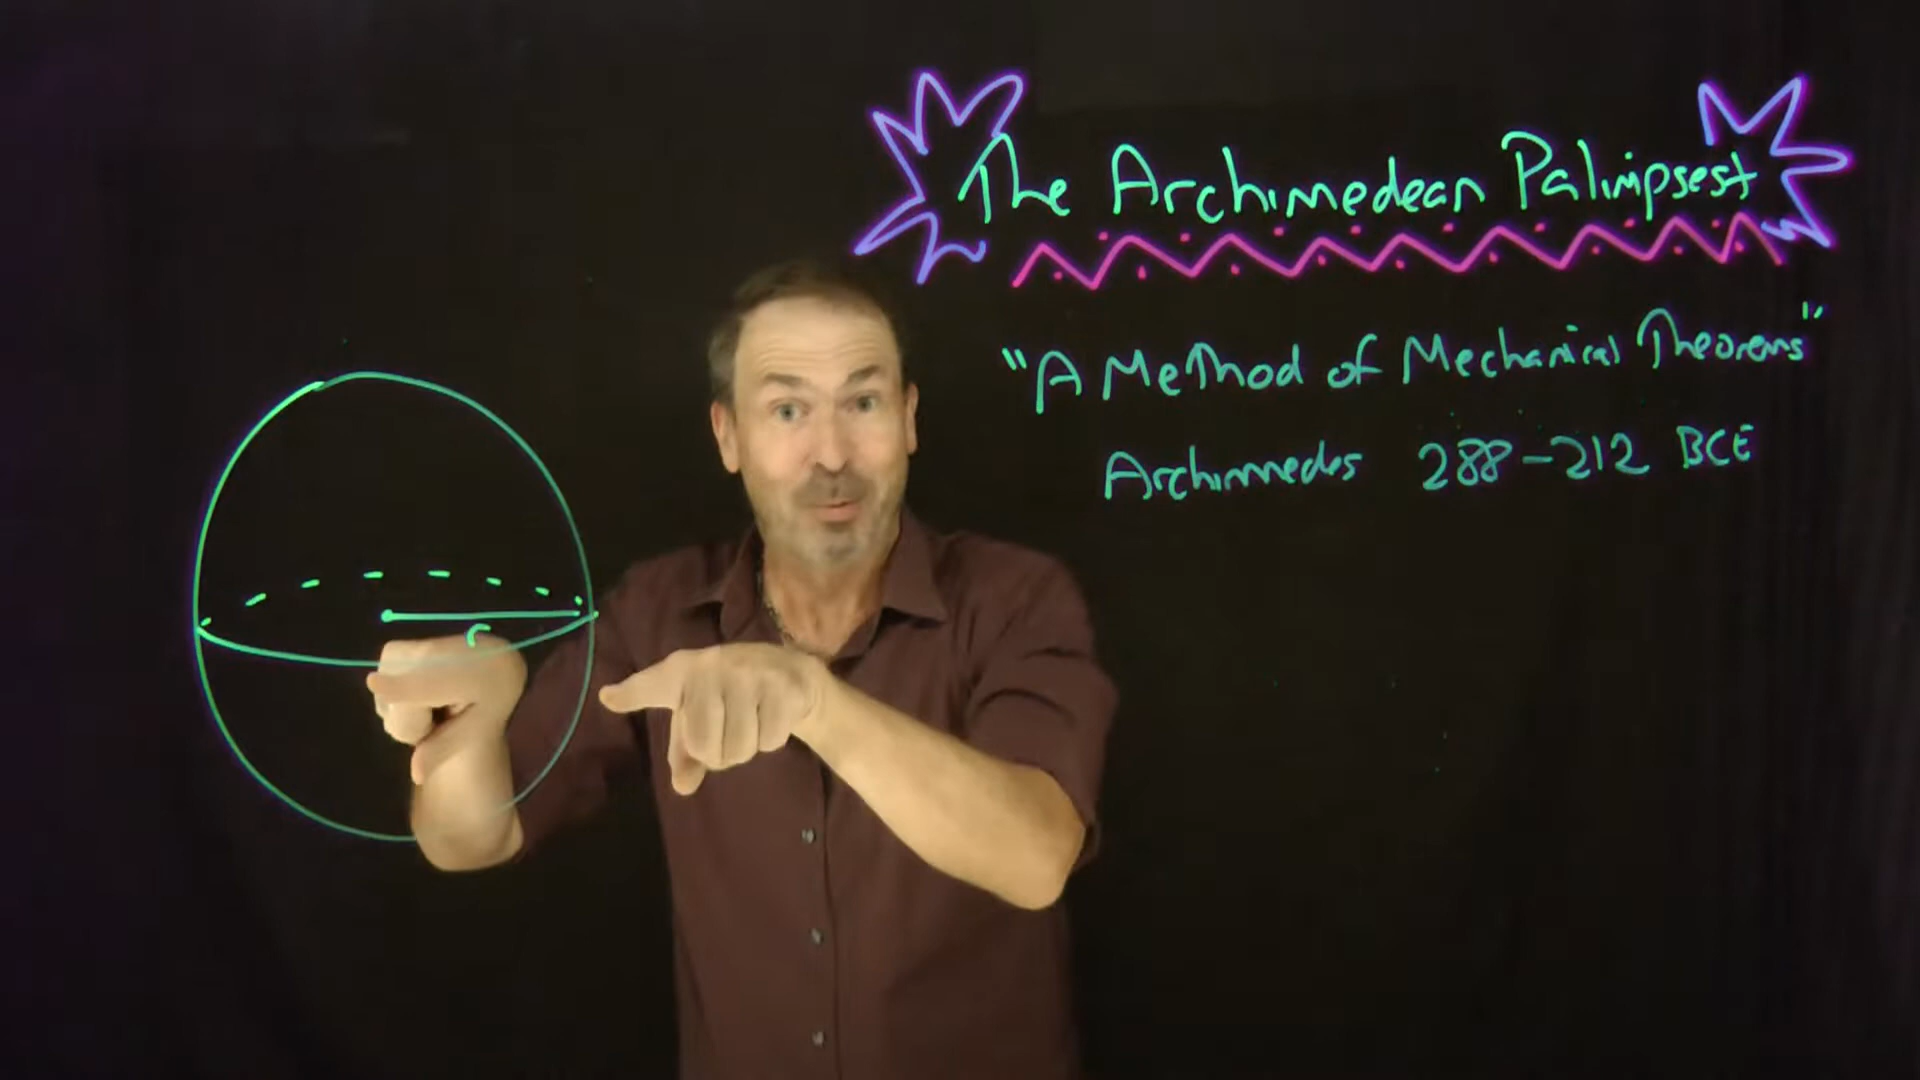 The Archimedean Palimpsest
"A Method of Mechanical Theorems"
Archimedes 288-212 BCE
r